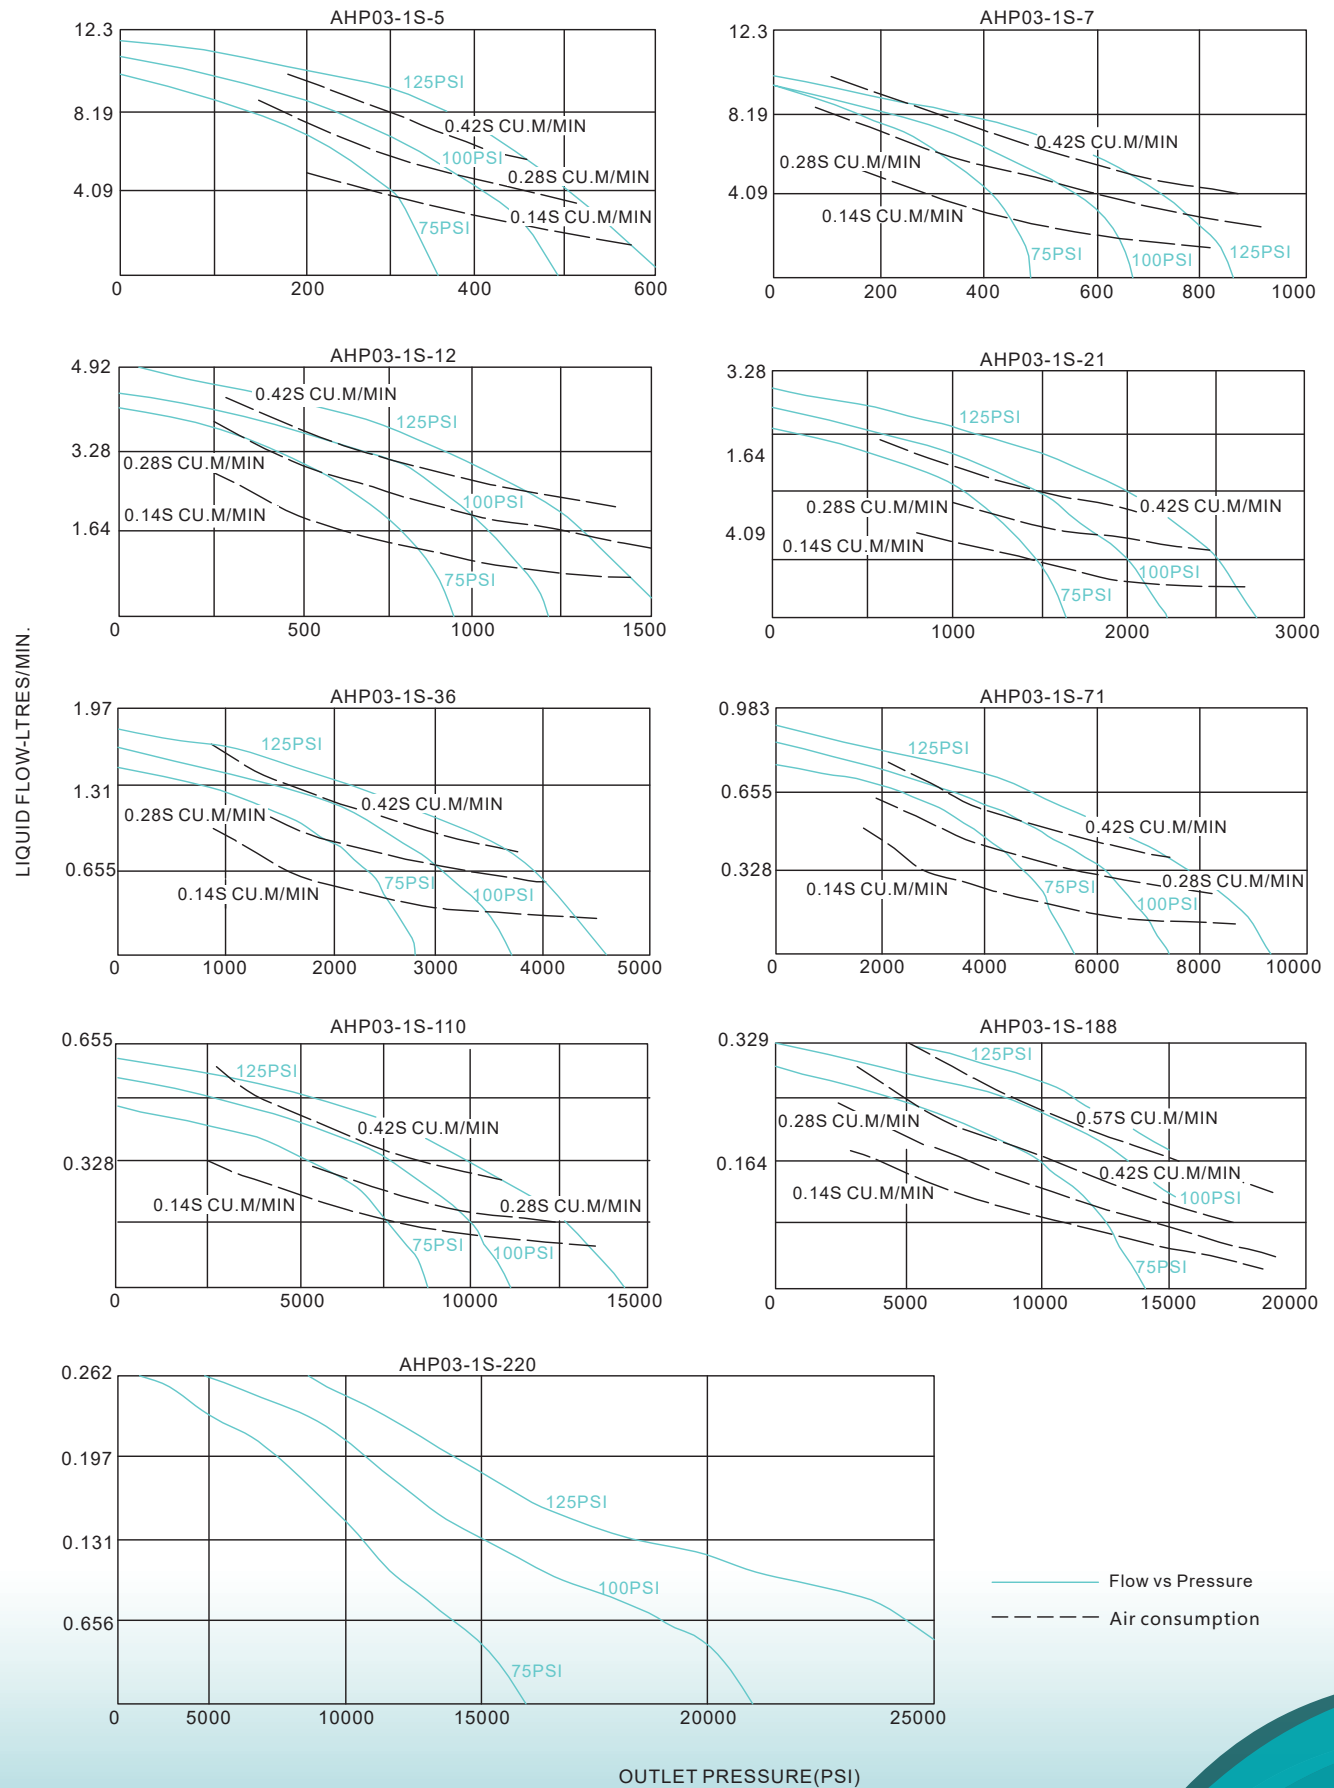 AHP03-1S-5
12.3
8.19
4.09
125PSI
0.42S CU.M/MIN
100PSI
0.28S CU.M/MIN
0.14S CU.M/MIN
75PSI
0 200 400 600
AHP03-1S-7
12.3
8.19
4.09
0.42S CU.M/MIN
0.28S CU.M/MIN
0.14S CU.M/MIN
75PSI
100PSI
125PSI
0 200 400 600 800 1000
AHP03-1S-12
4.92
3.28
1.64
0.42S CU.M/MIN
125PSI
0.28S CU.M/MIN
100PSI
0.14S CU.M/MIN
75PSI
0 500 1000 1500
AHP03-1S-21
3.28
1.64
4.09
125PSI
0.28S CU.M/MIN
0.42S CU.M/MIN
0.14S CU.M/MIN
100PSI
75PSI
0 1000 2000 3000
LIQUID FLOW-LTRES/MIN.
AHP03-1S-36
1.97
1.31
0.655
125PSI
0.42S CU.M/MIN
0.28S CU.M/MIN
75PSI
0.14S CU.M/MIN
100PSI
0 1000 2000 3000 4000 5000
AHP03-1S-71
0.983
0.655
0.328
125PSI
0.42S CU.M/MIN
0.28S CU.M/MIN
0.14S CU.M/MIN
75PSI
100PSI
0 2000 4000 6000 8000 10000
AHP03-1S-110
0.655
0.328
125PSI
0.42S CU.M/MIN
0.14S CU.M/MIN
0.28S CU.M/MIN
75PSI
100PSI
0 5000 10000 15000
AHP03-1S-188
0.329
0.164
125PSI
0.28S CU.M/MIN
0.57S CU.M/MIN
0.42S CU.M/MIN
0.14S CU.M/MIN
100PSI
75PSI
0 5000 10000 15000 20000
AHP03-1S-220
0.262
0.197
0.131
0.656
125PSI
100PSI
75PSI
0 5000 10000 15000 20000 25000
Flow vs Pressure
Air consumption
OUTLET PRESSURE(PSI)